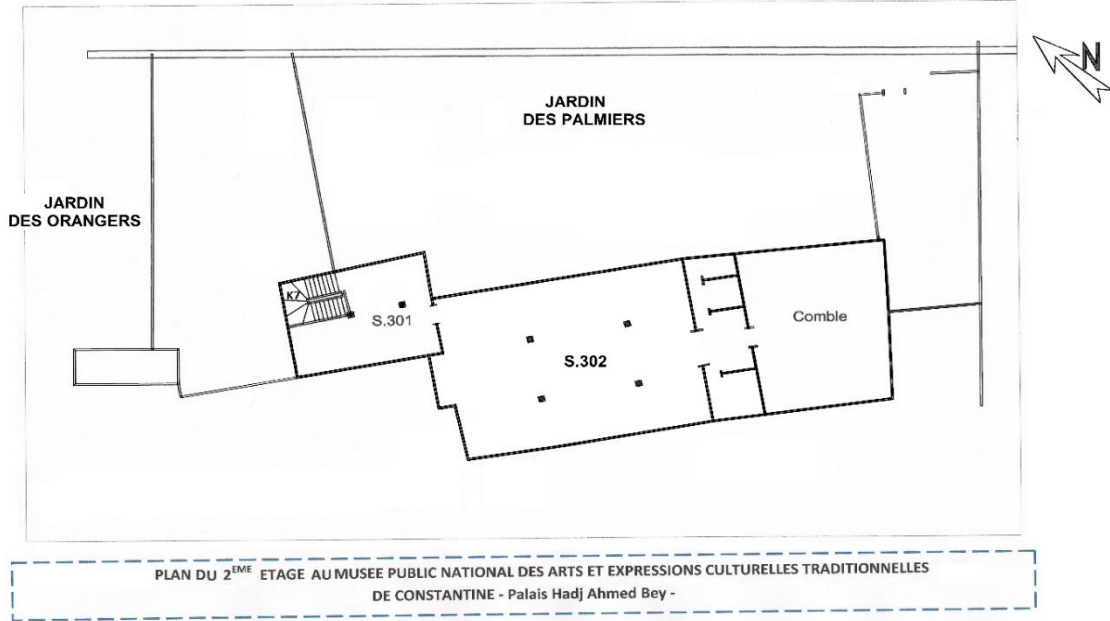 N
JARDIN
DES PALMIERS
JARDIN
DES ORANGERS
K7
S.301
S.302
Comble
PLAN DU 2EME ETAGE AU MUSEE PUBLIC NATIONAL DES ARTS ET EXPRESSIONS CULTURELLES TRADITIONNELLES
DE CONSTANTINE - Palais Hadj Ahmed Bey -